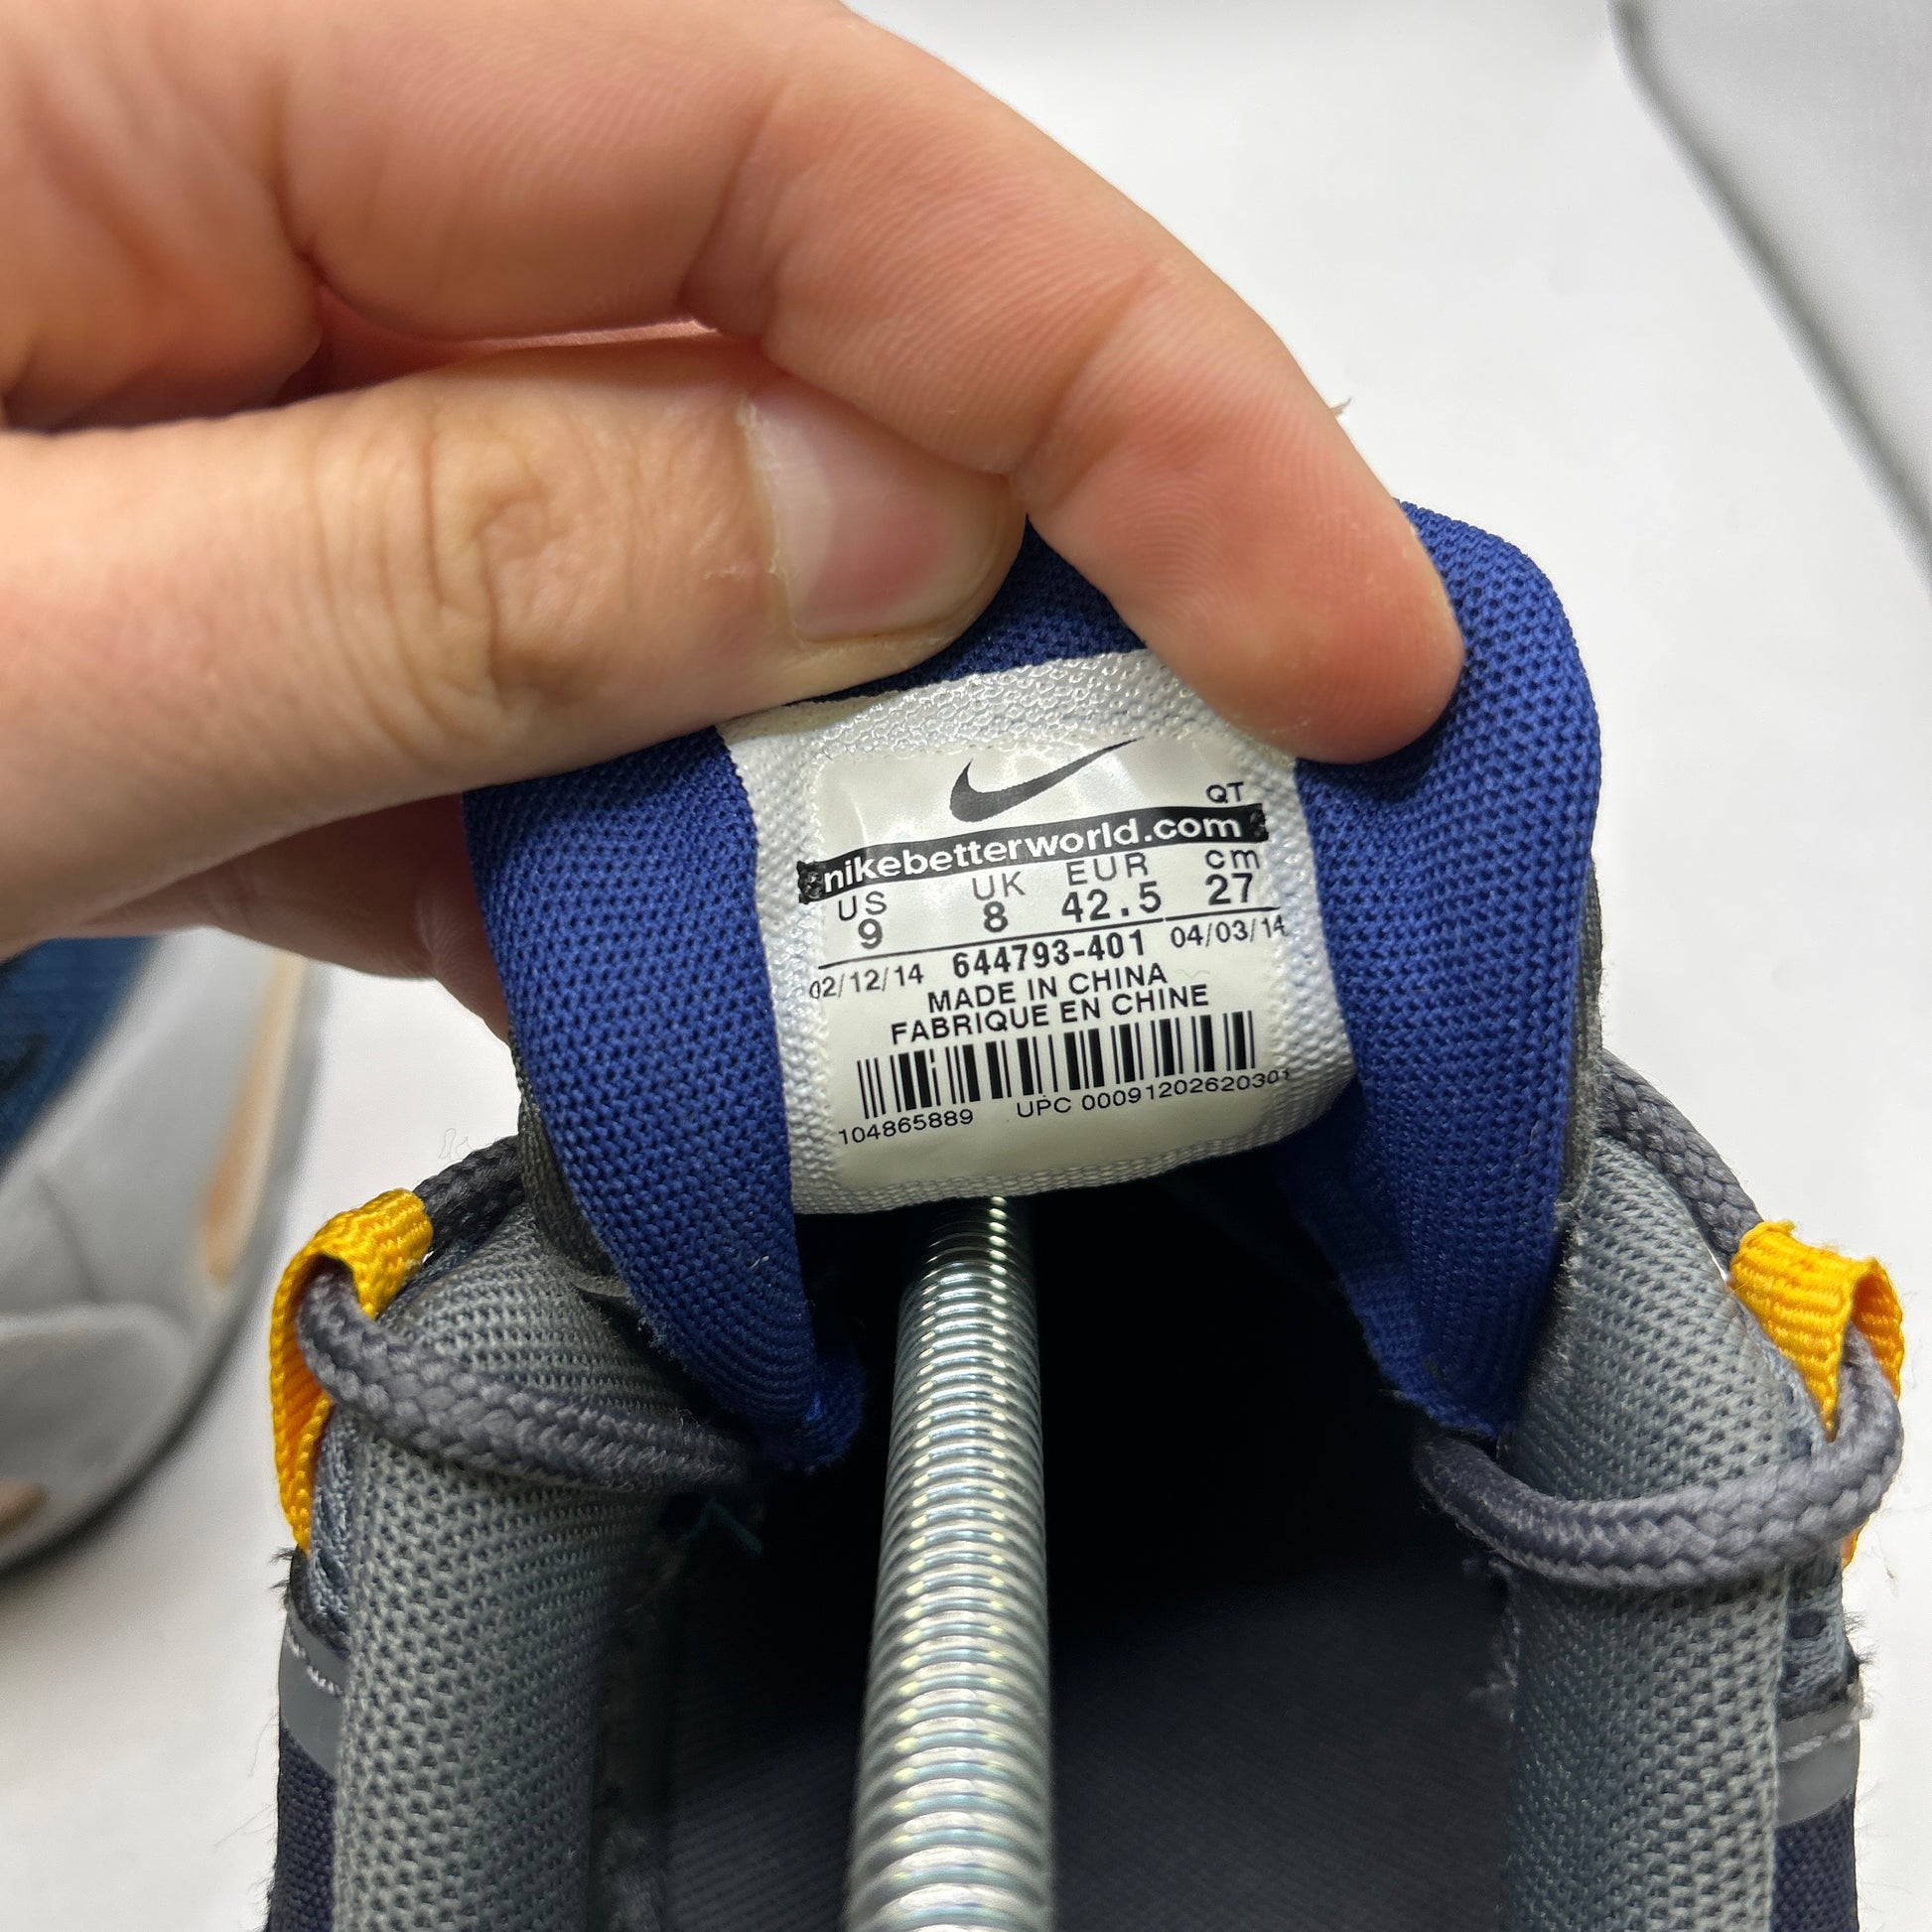 QT
nikebetterworld.com
US UK EUR cm
9 8 42.5 27
02/12/14 644793-401 04/03/14
MADE IN CHINA
FABRIQUE EN CHINE
104865889 UPC 00091202620301